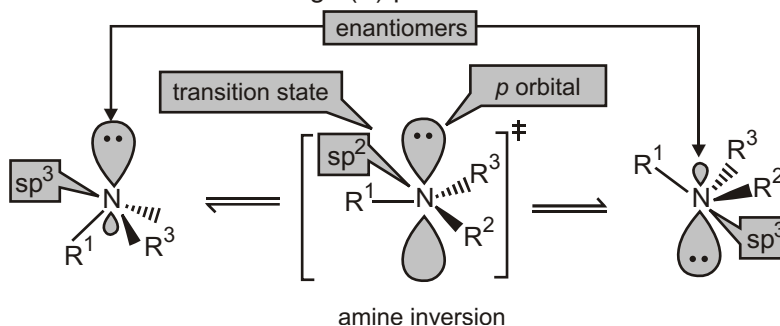 enantiomers
transition state
p orbital
‡
sp²
sp³
R³
R³
R¹
R²
R¹
N
N
N
R²
R¹
R³
sp³
amine inversion